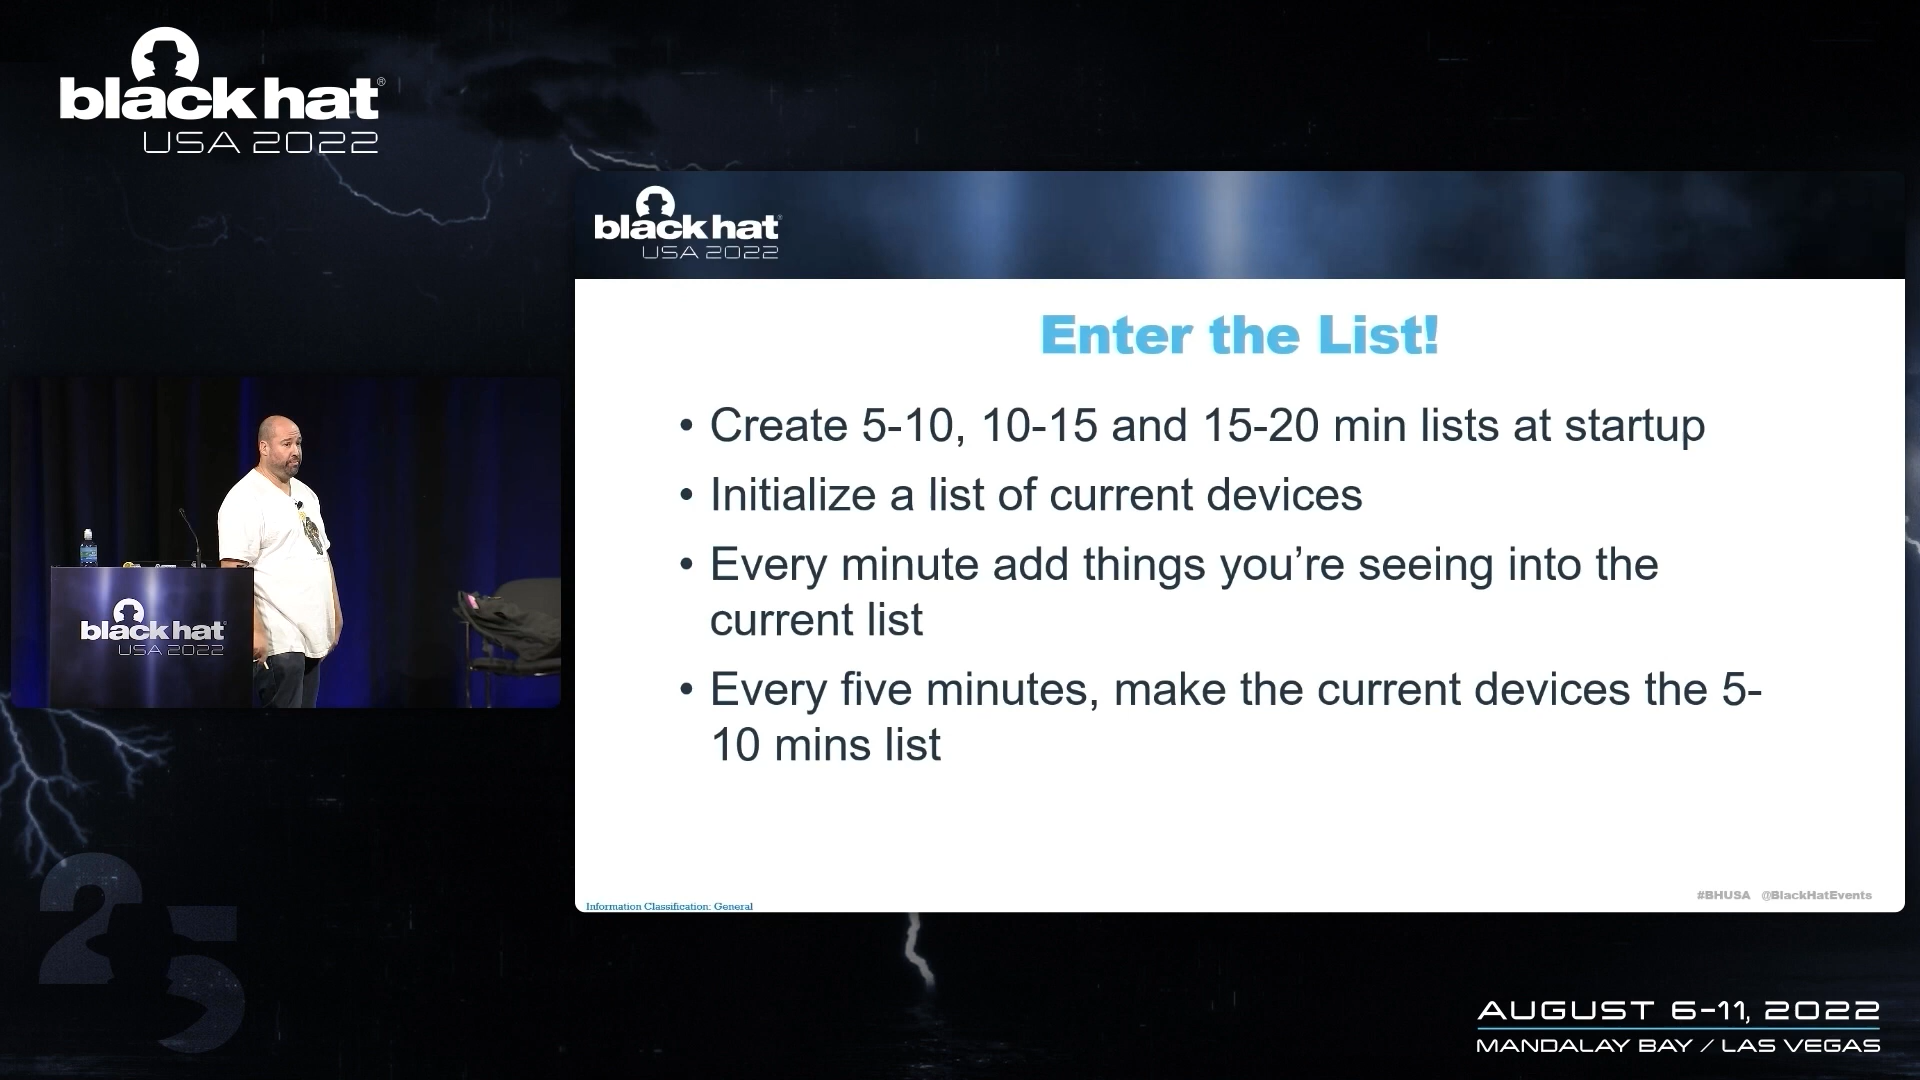 black hat®
USA 2022
black hat
USA 2022
Enter the List!
• Create 5-10, 10-15 and 15-20 min lists at startup
• Initialize a list of current devices
• Every minute add things you’re seeing into the
current list
• Every five minutes, make the current devices the 5-
10 mins list
black hat
USA 2022
#BHUSA @BlackHatEvents
Information Classification: General
25
AUGUST 6-11, 2022
MANDALAY BAY / LAS VEGAS